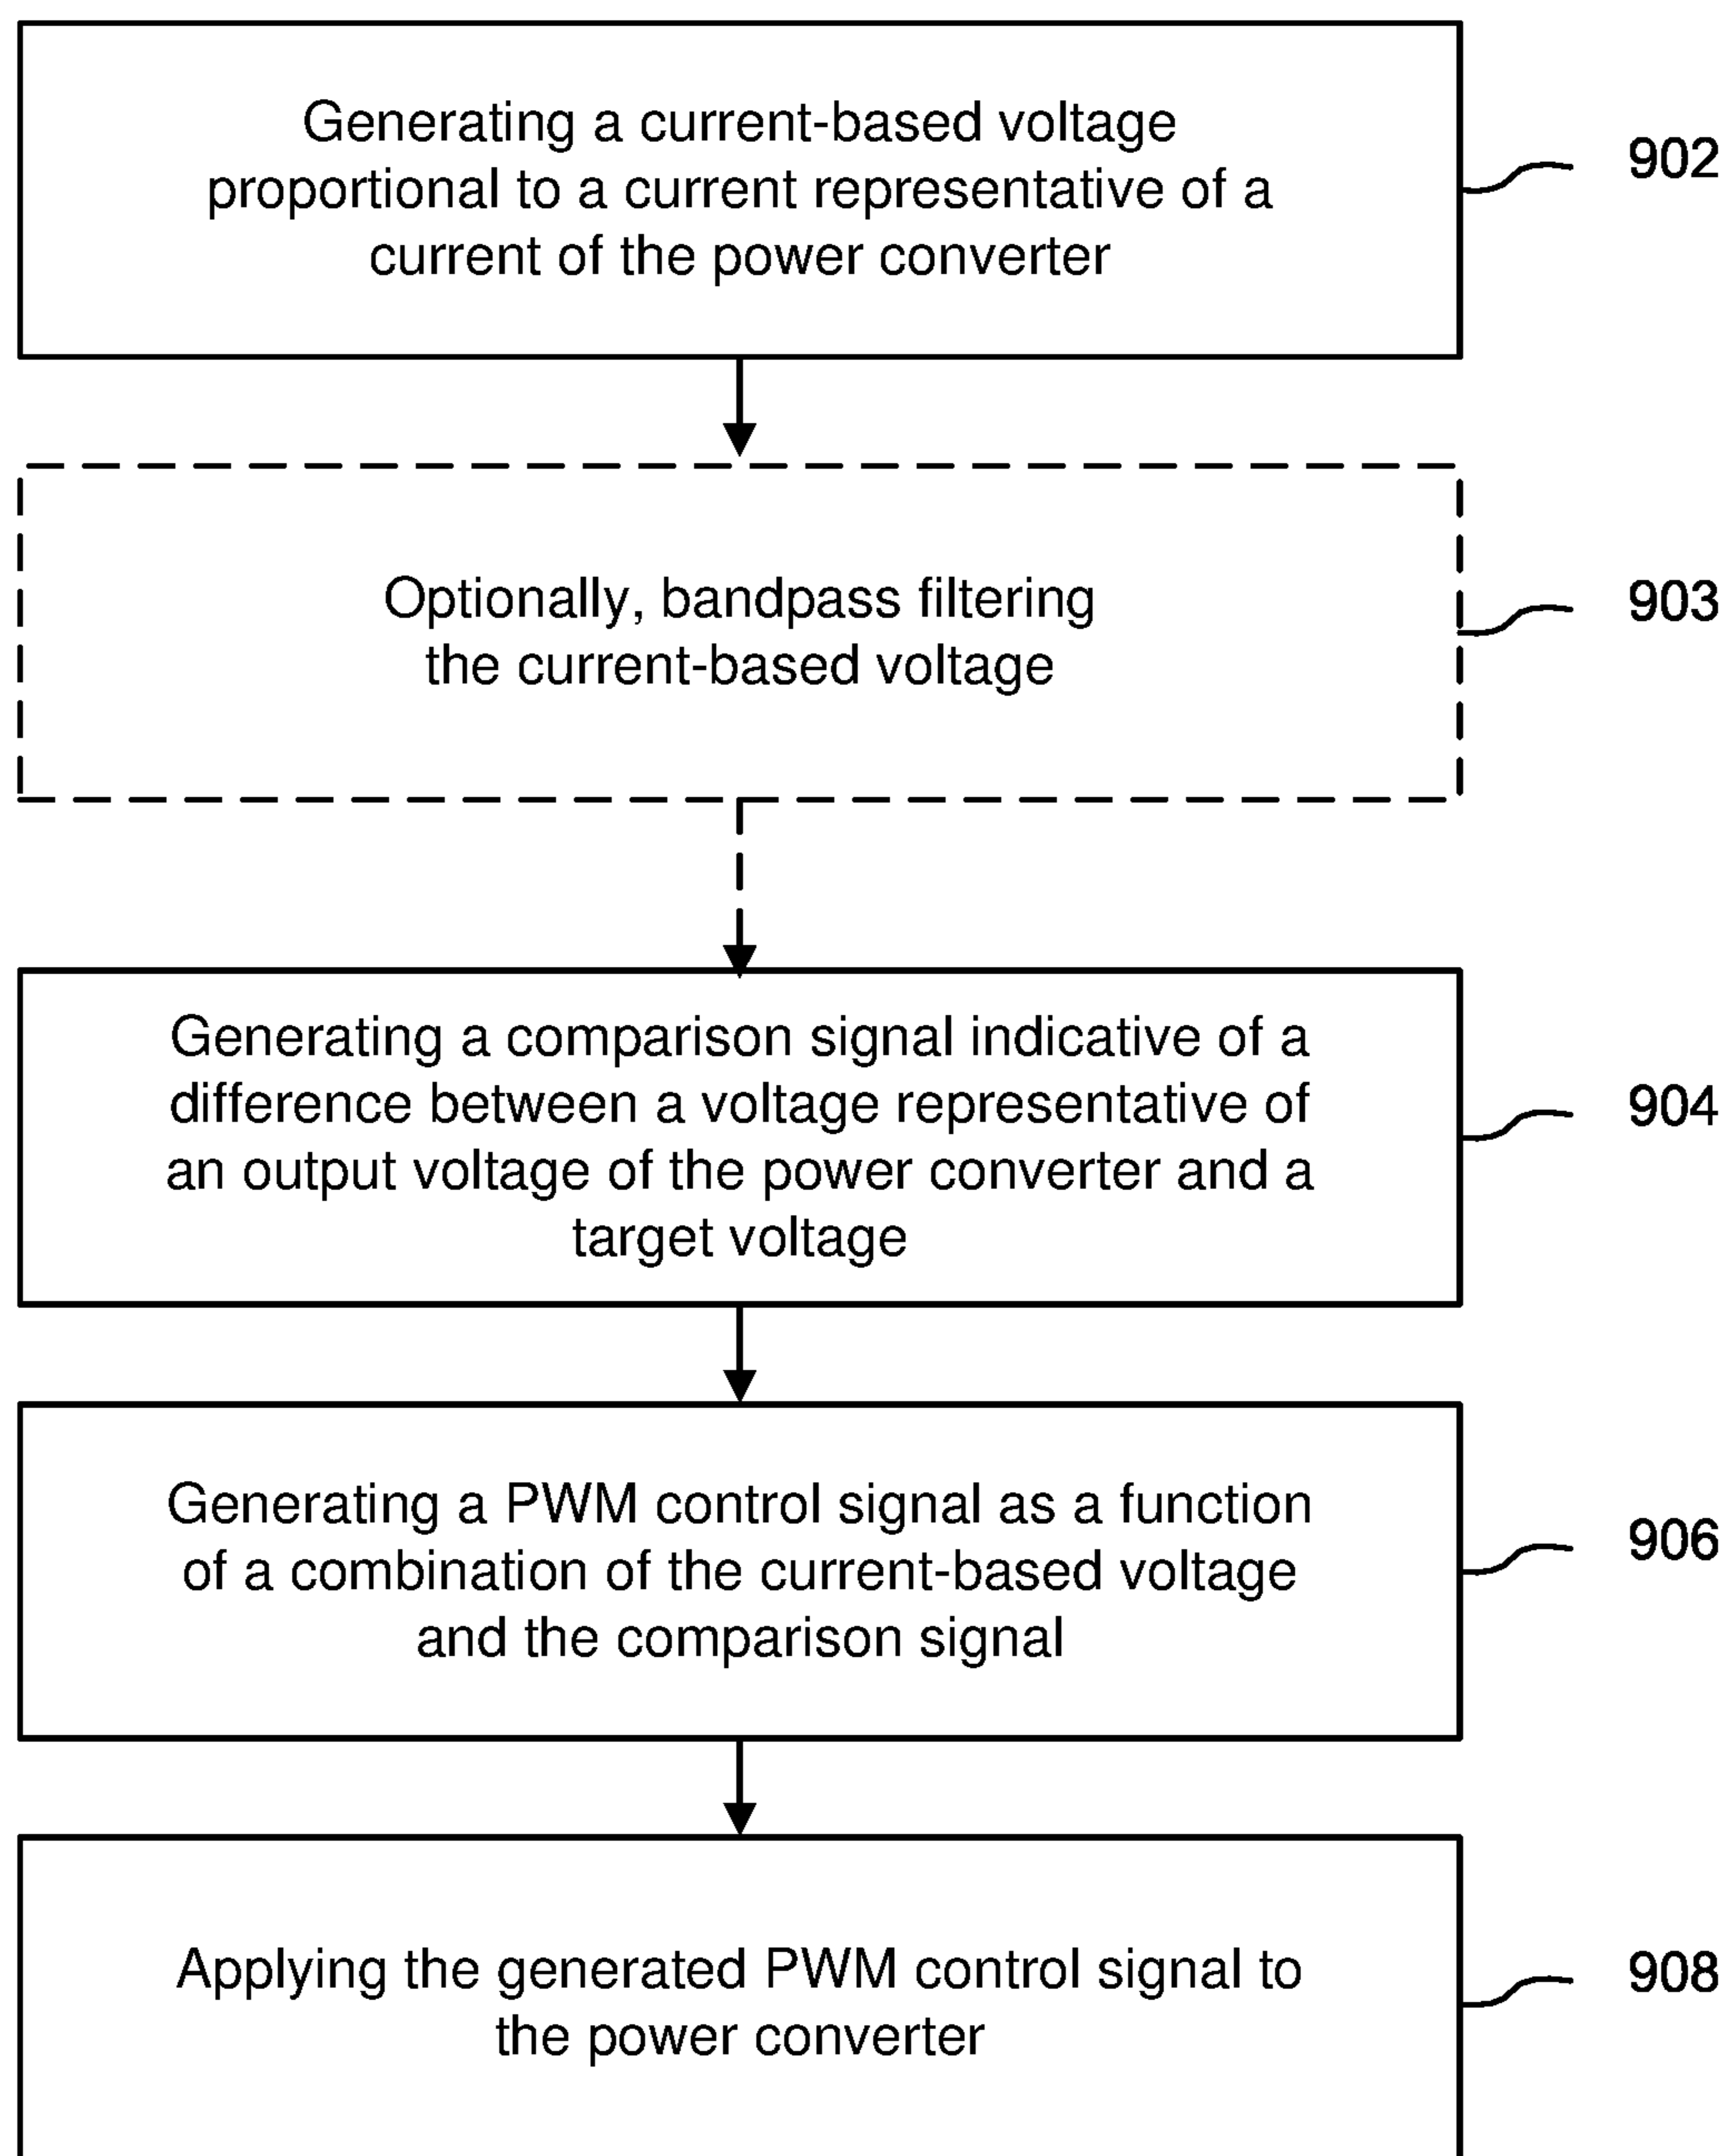 Generating a current-based voltage
proportional to a current representative of a
current of the power converter
902
Optionally, bandpass filtering
the current-based voltage
903
Generating a comparison signal indicative of a
difference between a voltage representative of
an output voltage of the power converter and a
target voltage
904
Generating a PWM control signal as a function
of a combination of the current-based voltage
and the comparison signal
906
Applying the generated PWM control signal to
the power converter
908